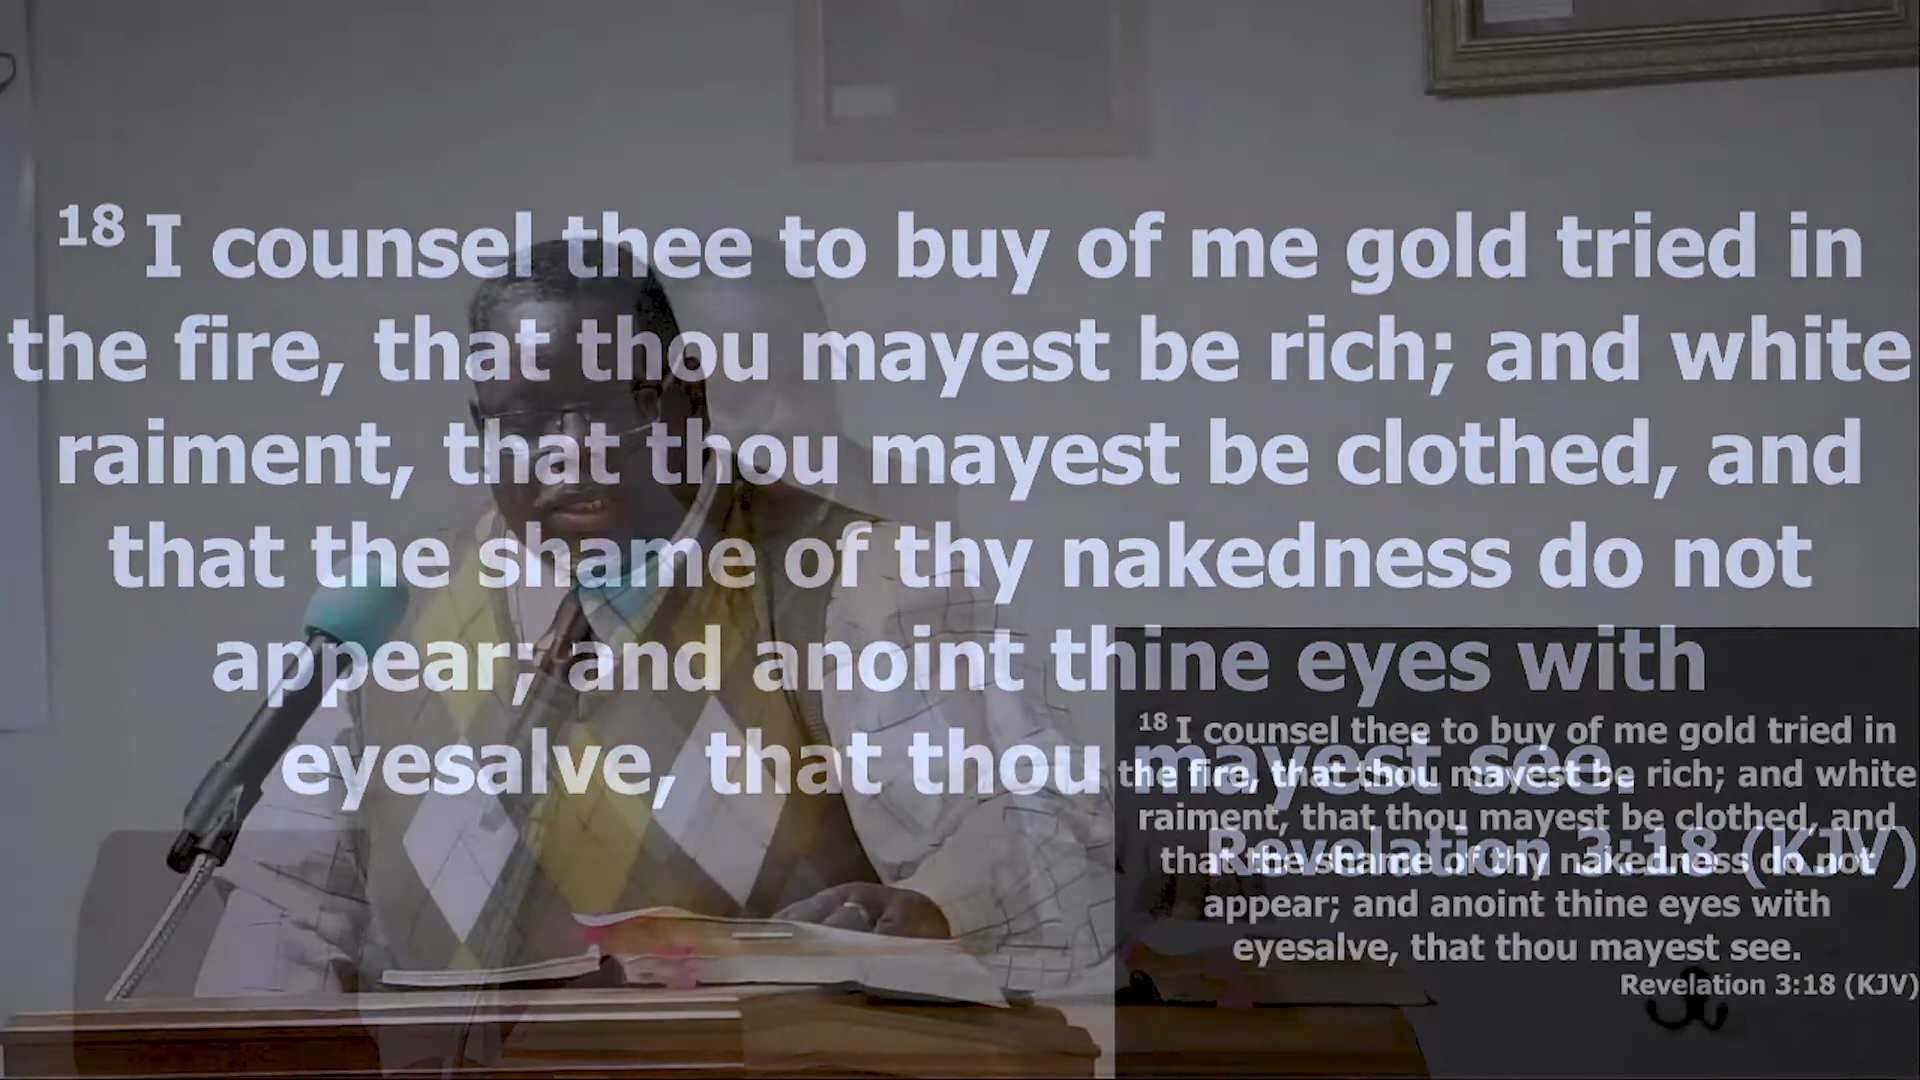 18 I counsel thee to buy of me gold tried in
the fire, that thou mayest be rich; and white
raiment, that thou mayest be clothed, and
that the shame of thy nakedness do not
appear; and anoint thine eyes with
eyesalve, that thou mayest see.
Revelation 3:18 (KJV)
18 I counsel thee to buy of me gold tried in
the fire, that thou mayest be rich; and white
raiment, that thou mayest be clothed, and
that the shame of thy nakedness do not
appear; and anoint thine eyes with
eyesalve, that thou mayest see.
Revelation 3:18 (KJV)